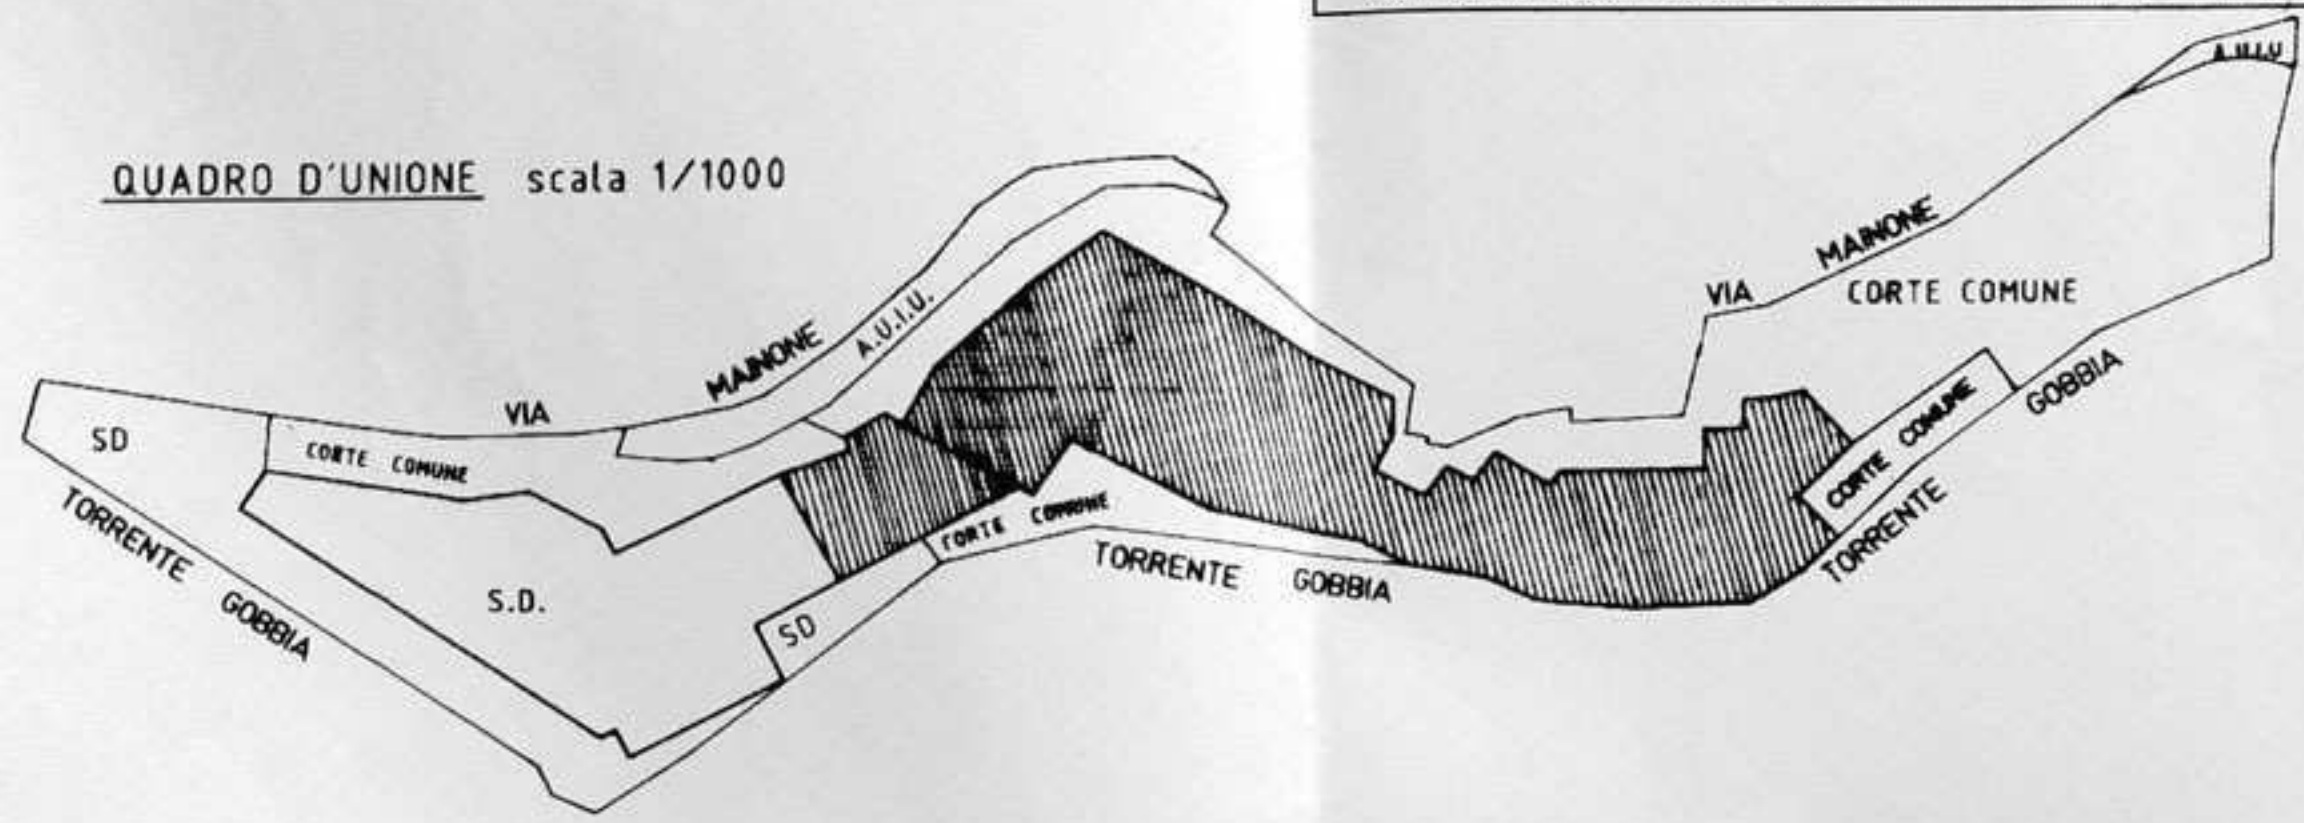 QUADRO D'UNIONE scala 1/1000
A.U.I.U
VIA MAINONE
CORTE COMUNE
VIA MAINONE
A.U.I.U.
SD
CORTE COMUNE
CORTE COMUNE
TORRENTE GOBBIA
S.D.
SD
CORTE COMUNE
TORRENTE GOBBIA
TORRENTE GOBBIA